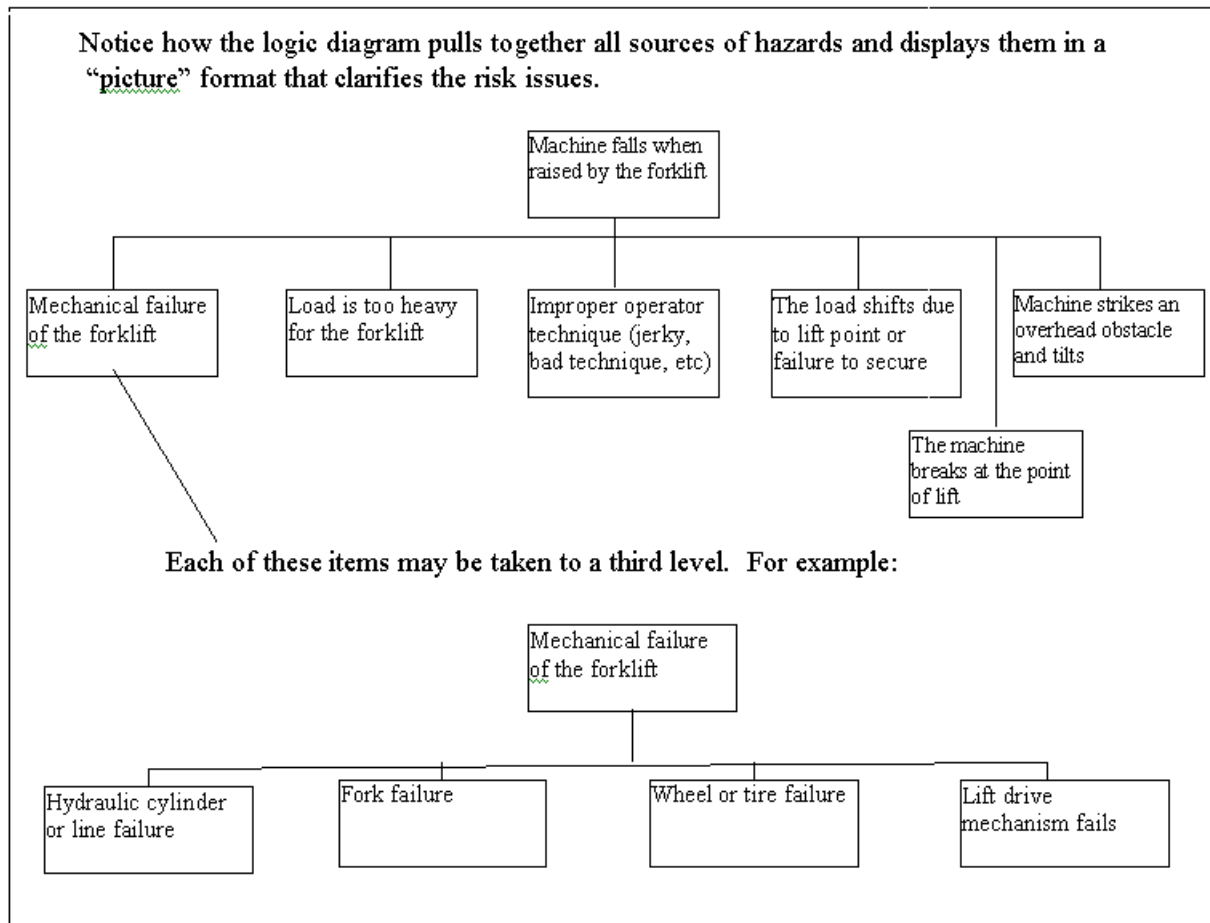 Notice how the logic diagram pulls together all sources of hazards and displays them in a
“picture” format that clarifies the risk issues.
Machine falls when
raised by the forklift
Mechanical failure
of the forklift
Load is too heavy
for the forklift
Improper operator
technique (jerky,
bad technique, etc)
The load shifts due
to lift point or
failure to secure
Machine strikes an
overhead obstacle
and tilts
The machine
breaks at the point
of lift
Each of these items may be taken to a third level.  For example:
Mechanical failure
of the forklift
Hydraulic cylinder
or line failure
Fork failure
Wheel or tire failure
Lift drive
mechanism fails